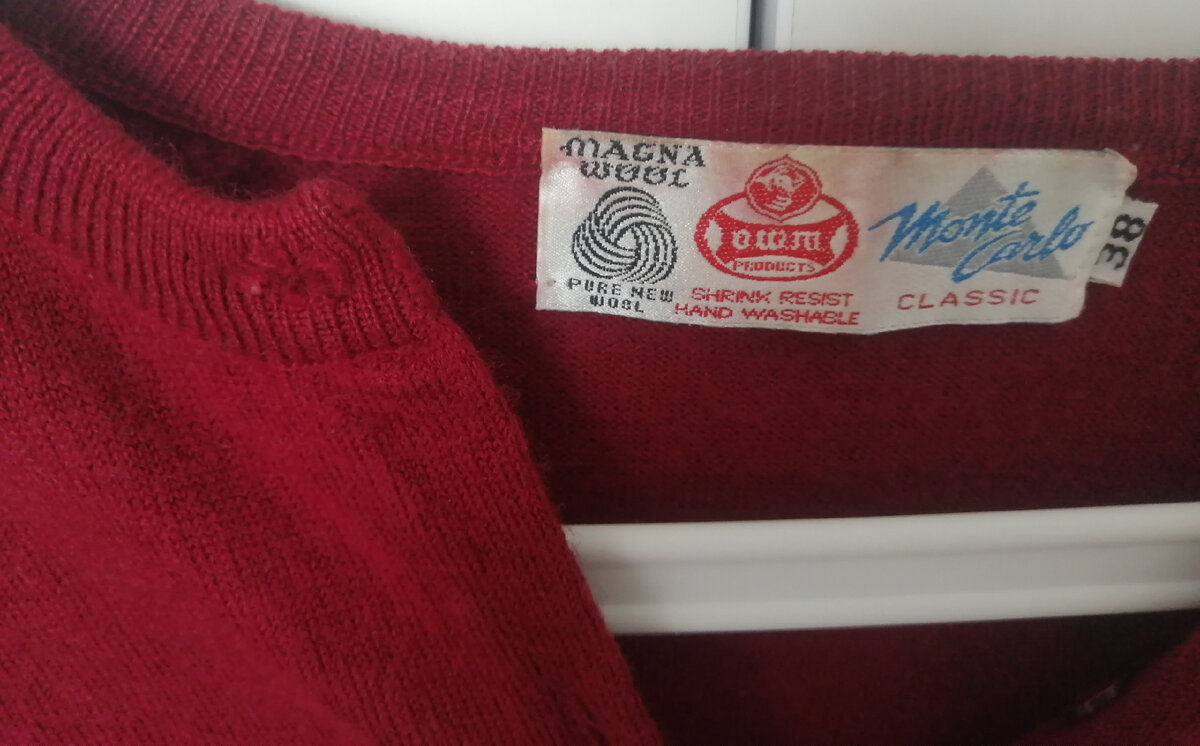 MAGNA
WOOL
PURE NEW
WOOL
O.W.M.
PRODUCTS
SHRINK RESIST
HAND WASHABLE
Monte
Carlo
CLASSIC
38